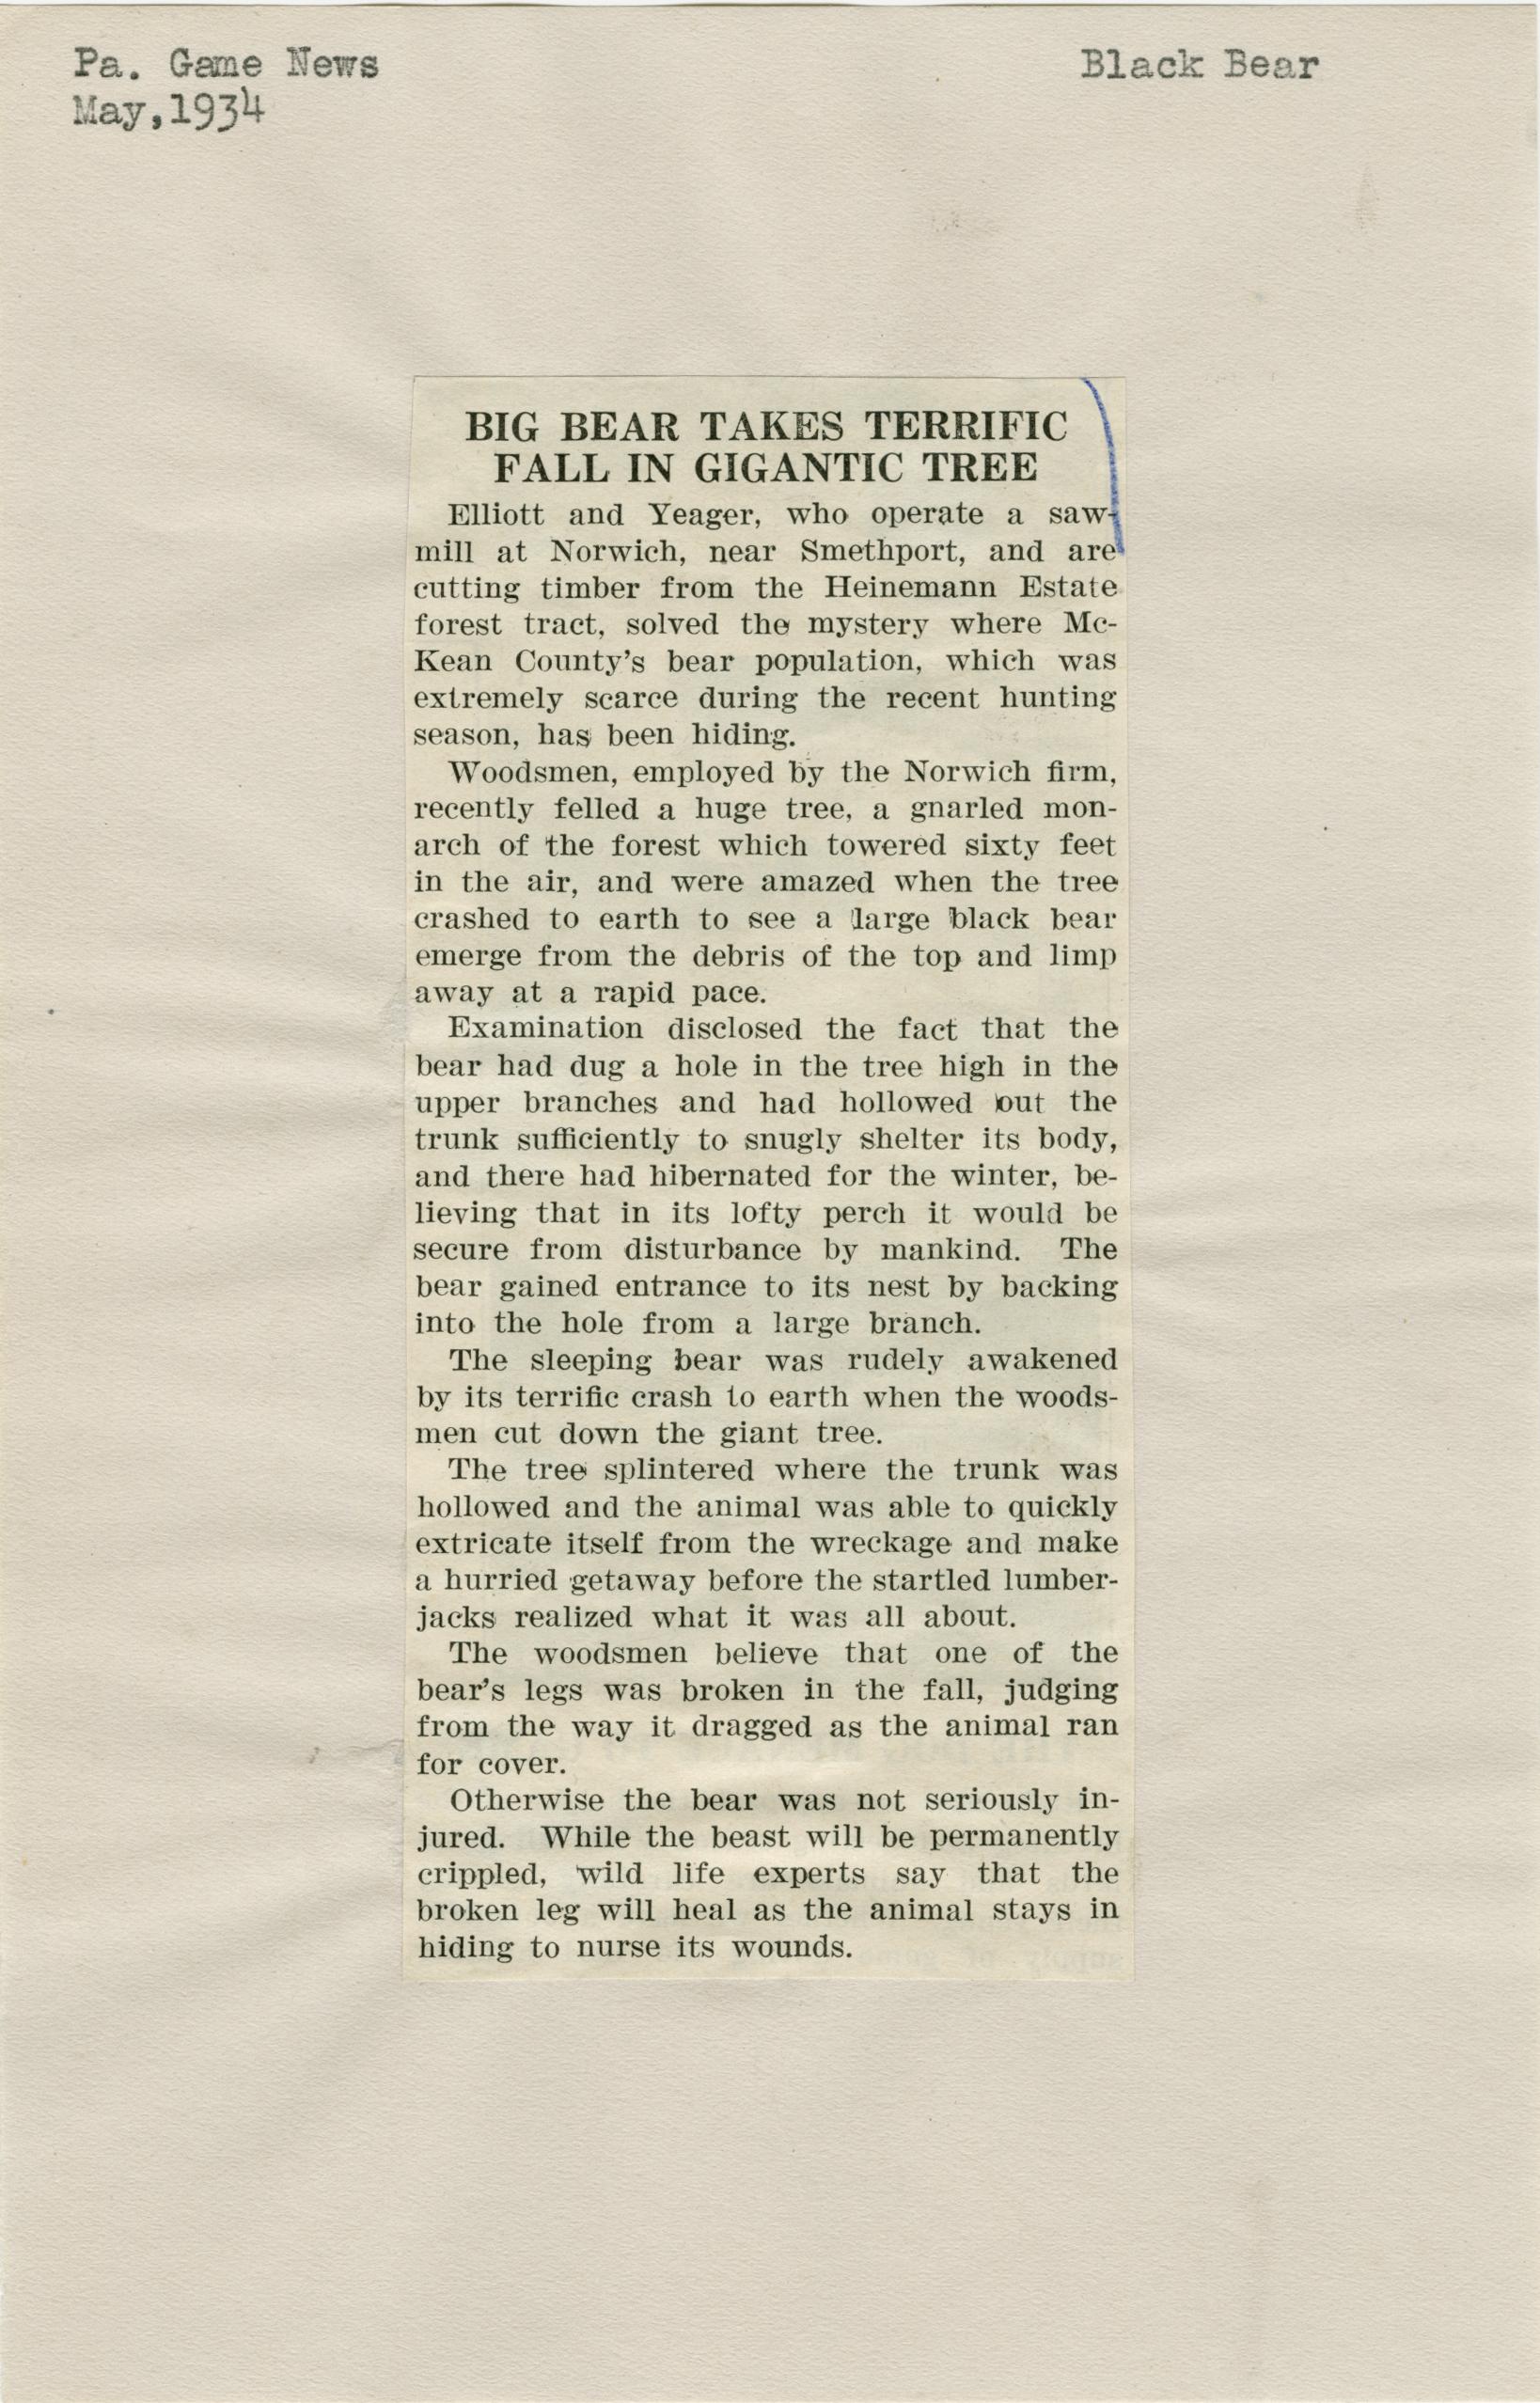 Pa. Game News
May,1934
Black Bear
BIG BEAR TAKES TERRIFIC
FALL IN GIGANTIC TREE
Elliott and Yeager, who operate a saw-
mill at Norwich, near Smethport, and are
cutting timber from the Heinemann Estate
forest tract, solved the mystery where Mc-
Kean County's bear population, which was
extremely scarce during the recent hunting
season, has been hiding.
Woodsmen, employed by the Norwich firm,
recently felled a huge tree, a gnarled mon-
arch of the forest which towered sixty feet
in the air, and were amazed when the tree
crashed to earth to see a large black bear
emerge from the debris of the top and limp
away at a rapid pace.
Examination disclosed the fact that the
bear had dug a hole in the tree high in the
upper branches and had hollowed out the
trunk sufficiently to snugly shelter its body,
and there had hibernated for the winter, be-
lieving that in its lofty perch it would be
secure from disturbance by mankind. The
bear gained entrance to its nest by backing
into the hole from a large branch.
The sleeping bear was rudely awakened
by its terrific crash to earth when the woods-
men cut down the giant tree.
The tree splintered where the trunk was
hollowed and the animal was able to quickly
extricate itself from the wreckage and make
a hurried getaway before the startled lumber-
jacks realized what it was all about.
The woodsmen believe that one of the
bear's legs was broken in the fall, judging
from the way it dragged as the animal ran
for cover.
Otherwise the bear was not seriously in-
jured. While the beast will be permanently
crippled, wild life experts say that the
broken leg will heal as the animal stays in
hiding to nurse its wounds.